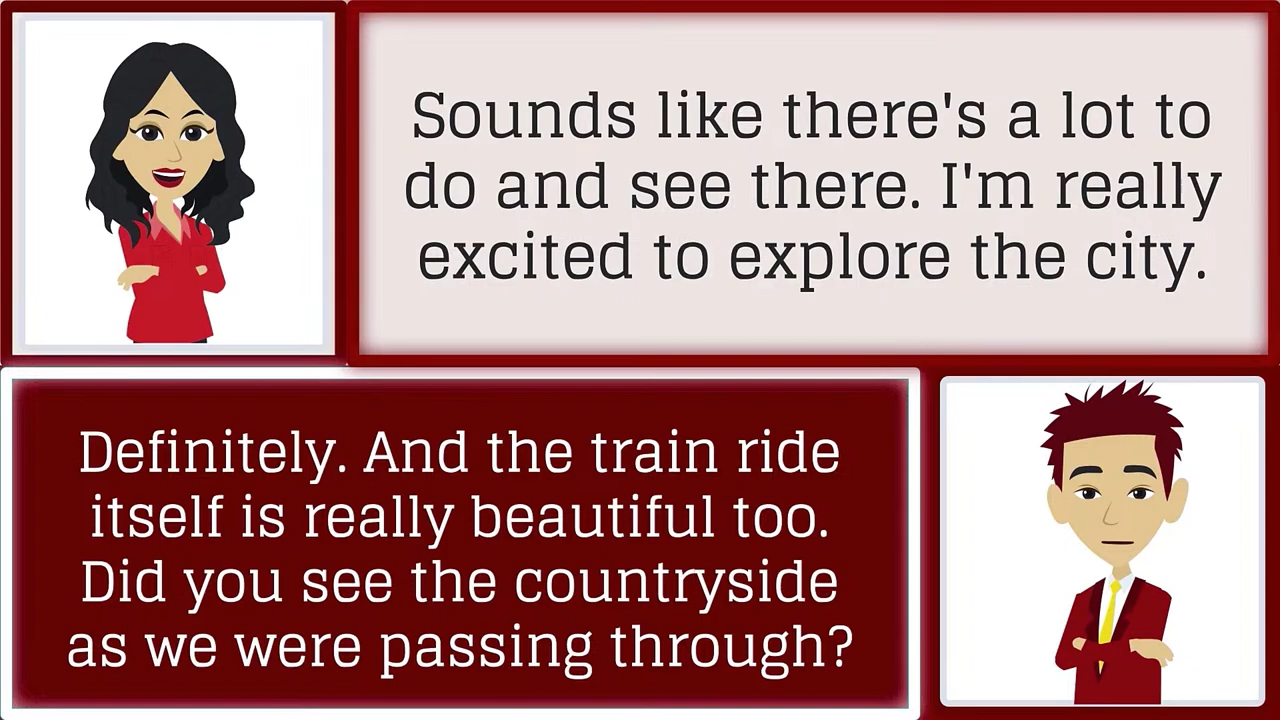 Sounds like there's a lot to
do and see there. I'm really
excited to explore the city.
Definitely. And the train ride
itself is really beautiful too.
Did you see the countryside
as we were passing through?